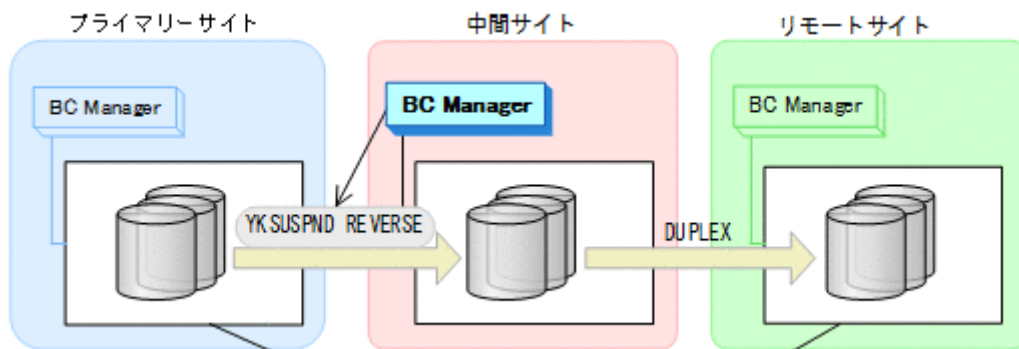 プライマリーサイト
中間サイト
リモートサイト
BC Manager
BC Manager
BC Manager
YKSUSPND REVERSE
DUPLEX